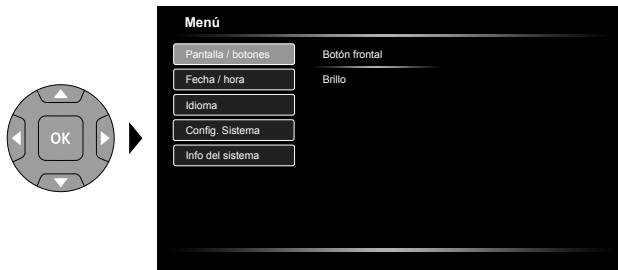 Menú
Pantalla / botones
Botón frontal
Fecha / hora
Brillo
Idioma
Config. Sistema
Info del sistema
OK